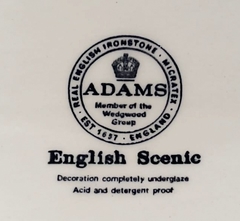 REAL ENGLISH IRONSTONE · MICRATEX
ADAMS
Member of the
Wedgwood
Group
· EST 1657 · ENGLAND ·
English Scenic
Decoration completely underglaze
Acid and detergent proof